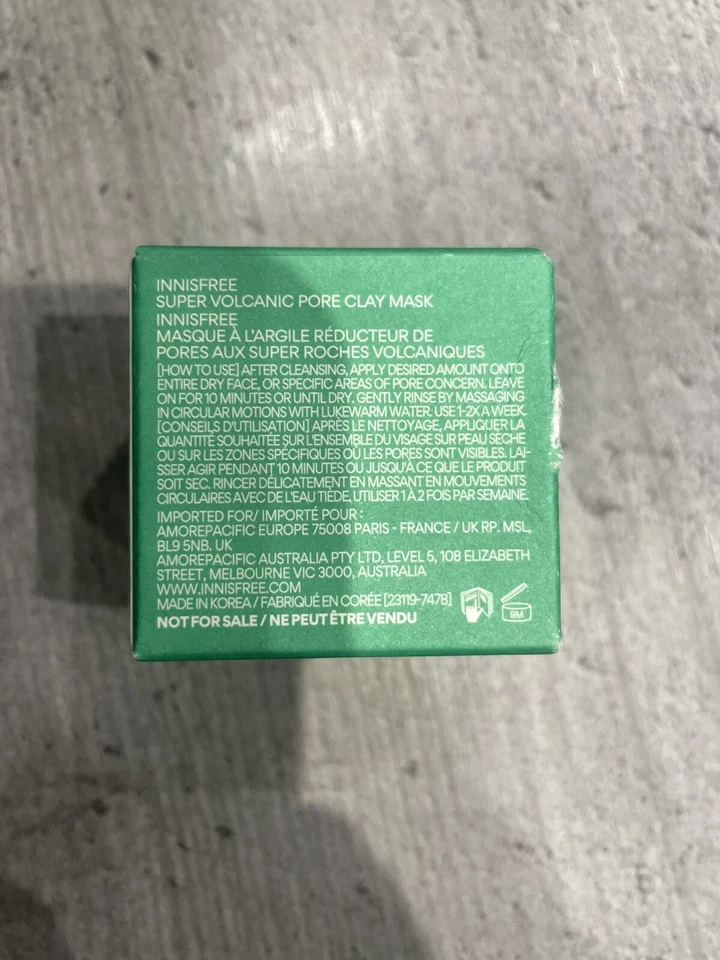 INNISFREE
SUPER VOLCANIC PORE CLAY MASK
INNISFREE
MASQUE À L'ARGILE RÉDUCTEUR DE
PORES AUX SUPER ROCHES VOLCANIQUES
[HOW TO USE] AFTER CLEANSING, APPLY DESIRED AMOUNT ONTO
ENTIRE DRY FACE, OR SPECIFIC AREAS OF PORE CONCERN. LEAVE
ON FOR 10 MINUTES OR UNTIL DRY. GENTLY RINSE BY MASSAGING
IN CIRCULAR MOTIONS WITH LUKEWARM WATER. USE 1-2X A WEEK.
[CONSEILS D'UTILISATION] APRÈS LE NETTOYAGE, APPLIQUER LA
QUANTITÉ SOUHAITÉE SUR L'ENSEMBLE DU VISAGE SUR PEAU SÈCHE
OU SUR LES ZONES SPÉCIFIQUES OÙ LES PORES SONT VISIBLES. LAI-
SSER AGIR PENDANT 10 MINUTES OU JUSQU'À CE QUE LE PRODUIT
SOIT SEC. RINCER DÉLICATEMENT EN MASSANT EN MOUVEMENTS
CIRCULAIRES AVEC DE L'EAU TIÈDE. UTILISER 1 À 2 FOIS PAR SEMAINE.
IMPORTED FOR/ IMPORTÉ POUR :
AMOREPACIFIC EUROPE 75008 PARIS - FRANCE / UK RP. MSL,
BL9 5NB. UK
AMOREPACIFIC AUSTRALIA PTY LTD, LEVEL 5, 108 ELIZABETH
STREET, MELBOURNE VIC 3000, AUSTRALIA
WWW.INNISFREE.COM
MADE IN KOREA / FABRIQUÉ EN CORÉE [23119-7478]
9M
NOT FOR SALE / NE PEUT ÊTRE VENDU